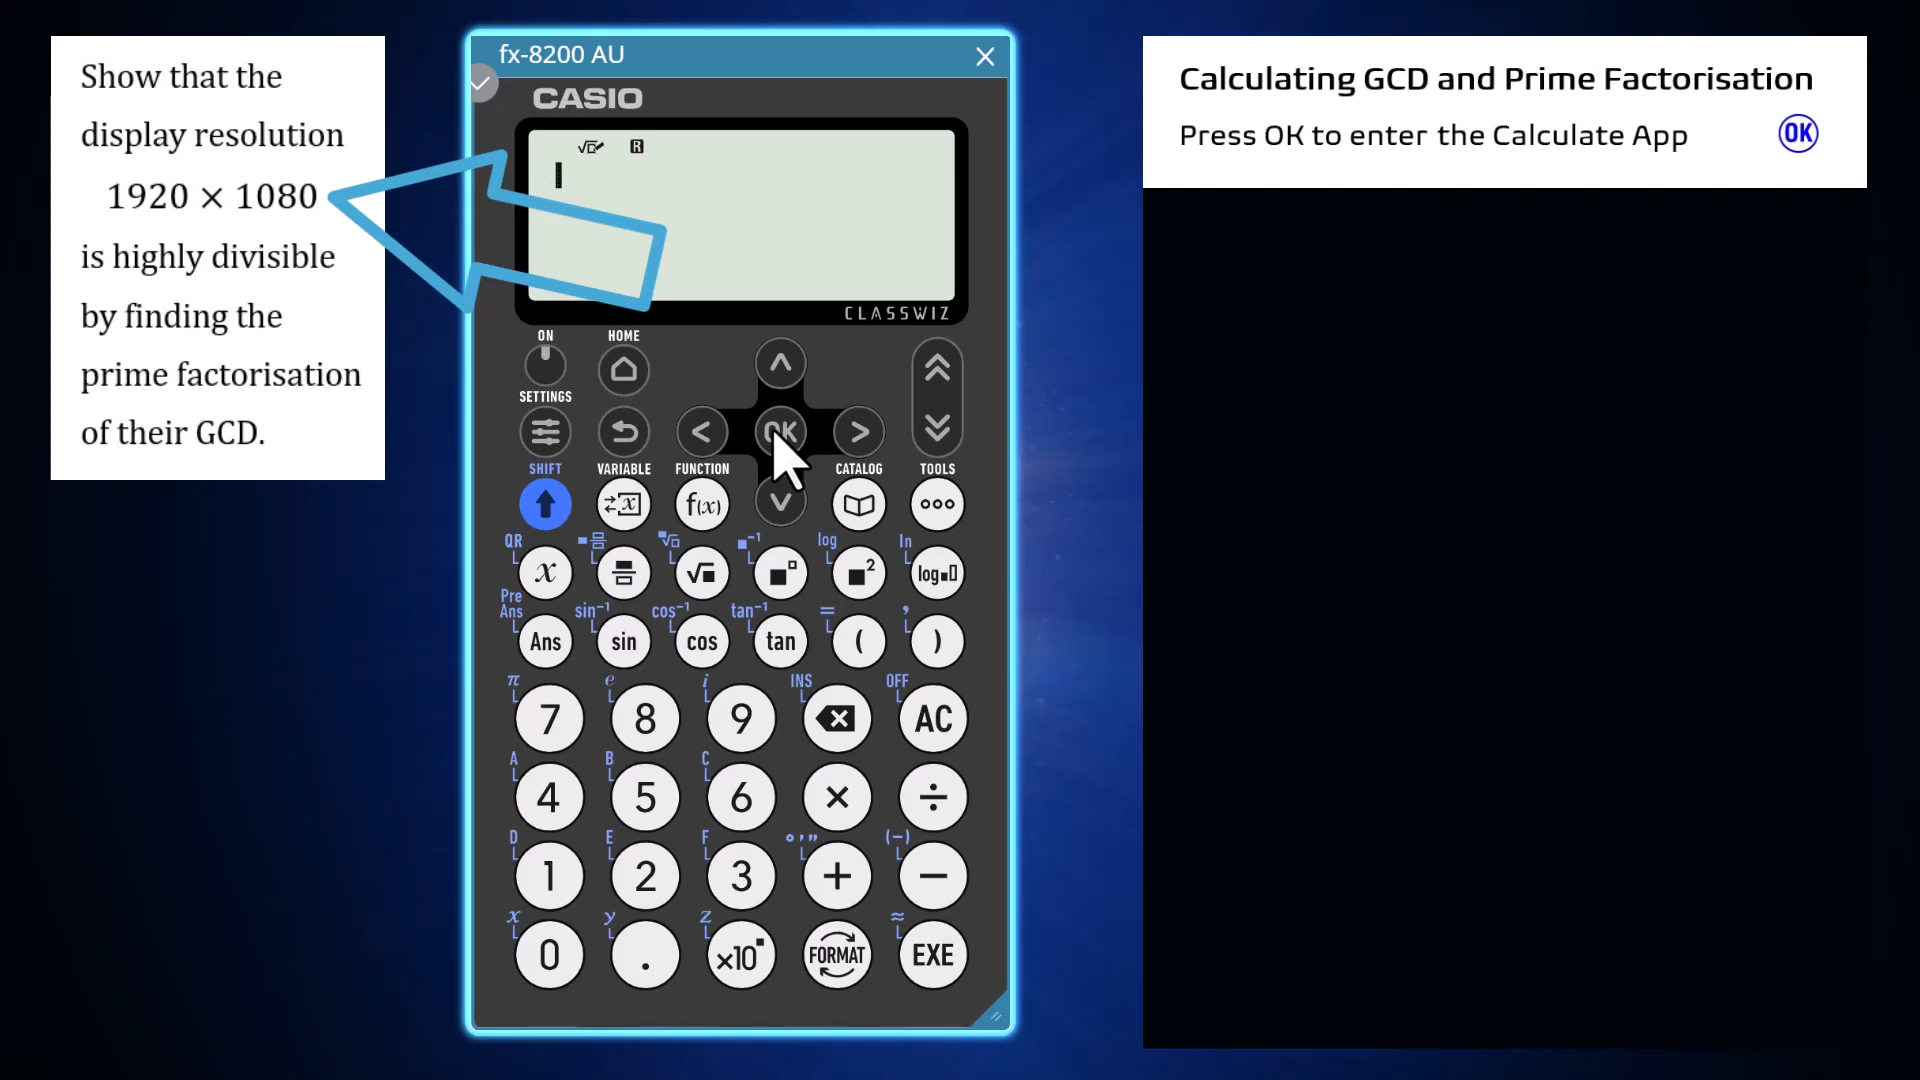 Show that the
display resolution
1920 × 1080
is highly divisible
by finding the
prime factorisation
of their GCD.
fx-8200 AU
CASIO
√ R
CLASSWIZ
ON HOME
SETTINGS
OK
SHIFT VARIABLE FUNCTION CATALOG TOOLS
x f(x)
QR ■⁻¹ log ln
x √■ ■² log
Pre
Ans sin⁻¹ cos⁻¹ tan⁻¹ = ,
Ans sin cos tan ( )
π e i INS OFF
7 8 9 AC
A B C
4 5 6 × ÷
D E F ° ′ ″ (−)
1 2 3 + −
x y z ≈
0 . ×10 FORMAT EXE
Calculating GCD and Prime Factorisation
Press OK to enter the Calculate App OK